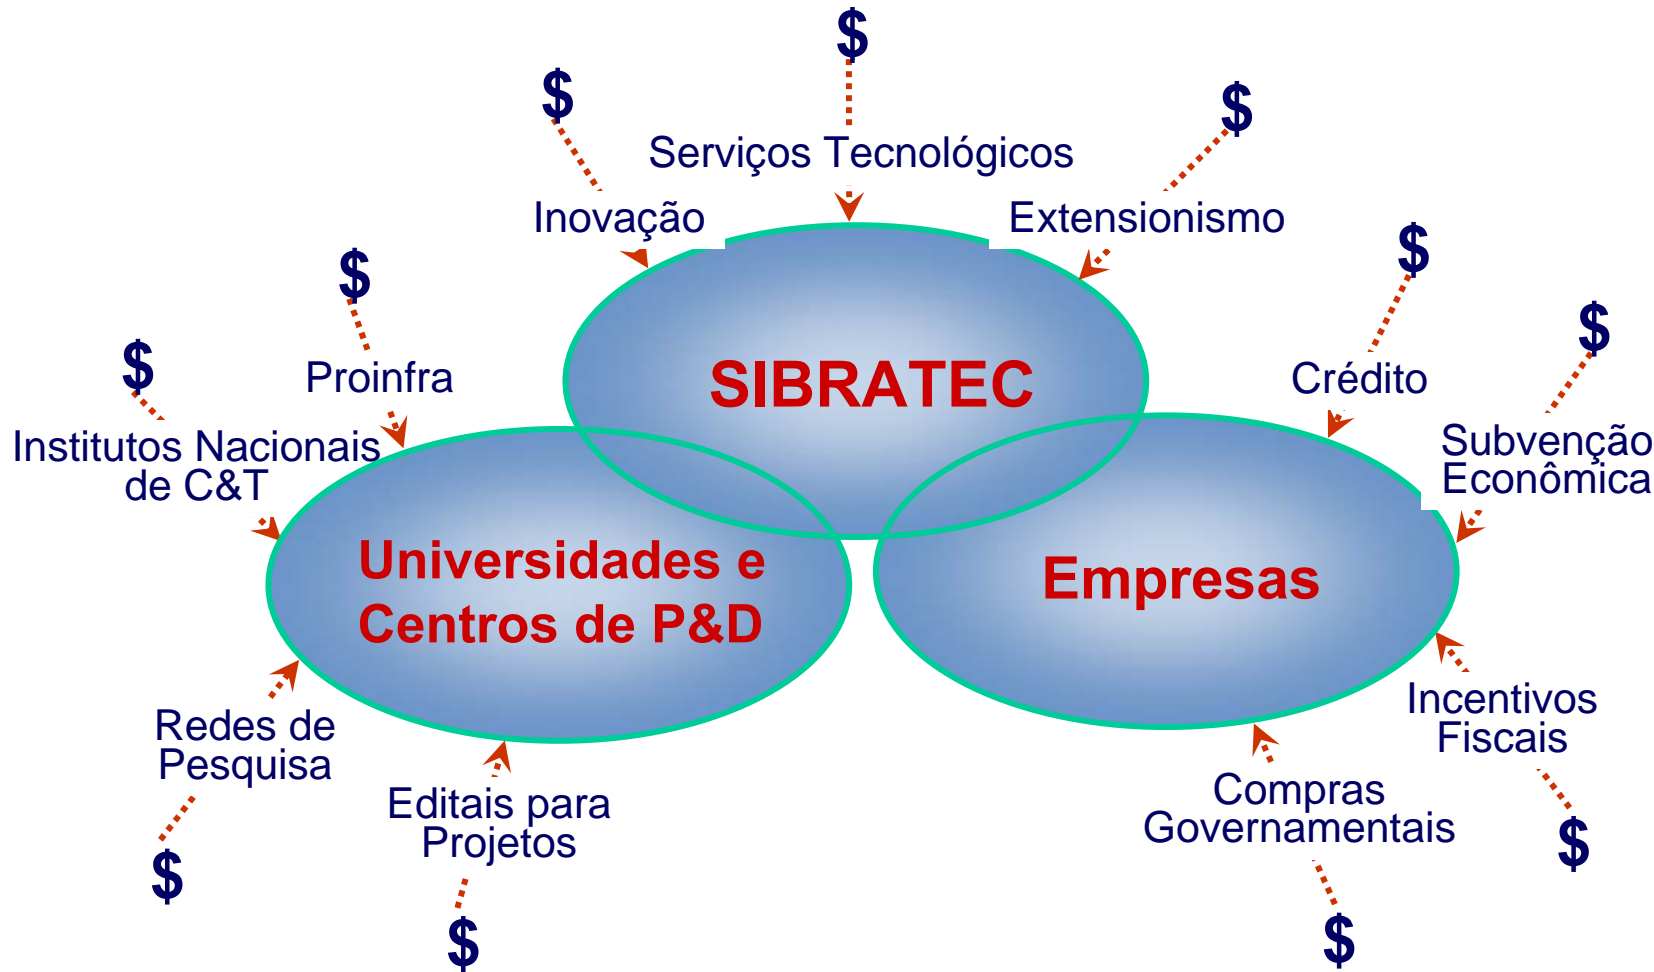 $
$
$
Serviços Tecnológicos
Inovação
Extensionismo
$
$
$
$
Proinfra
SIBRATEC
Crédito
Institutos Nacionais
de C&T
Subvenção
Econômica
Universidades e
Centros de P&D
Empresas
Redes de
Pesquisa
Incentivos
Fiscais
Editais para
Projetos
Compras
Governamentais
$
$
$
$